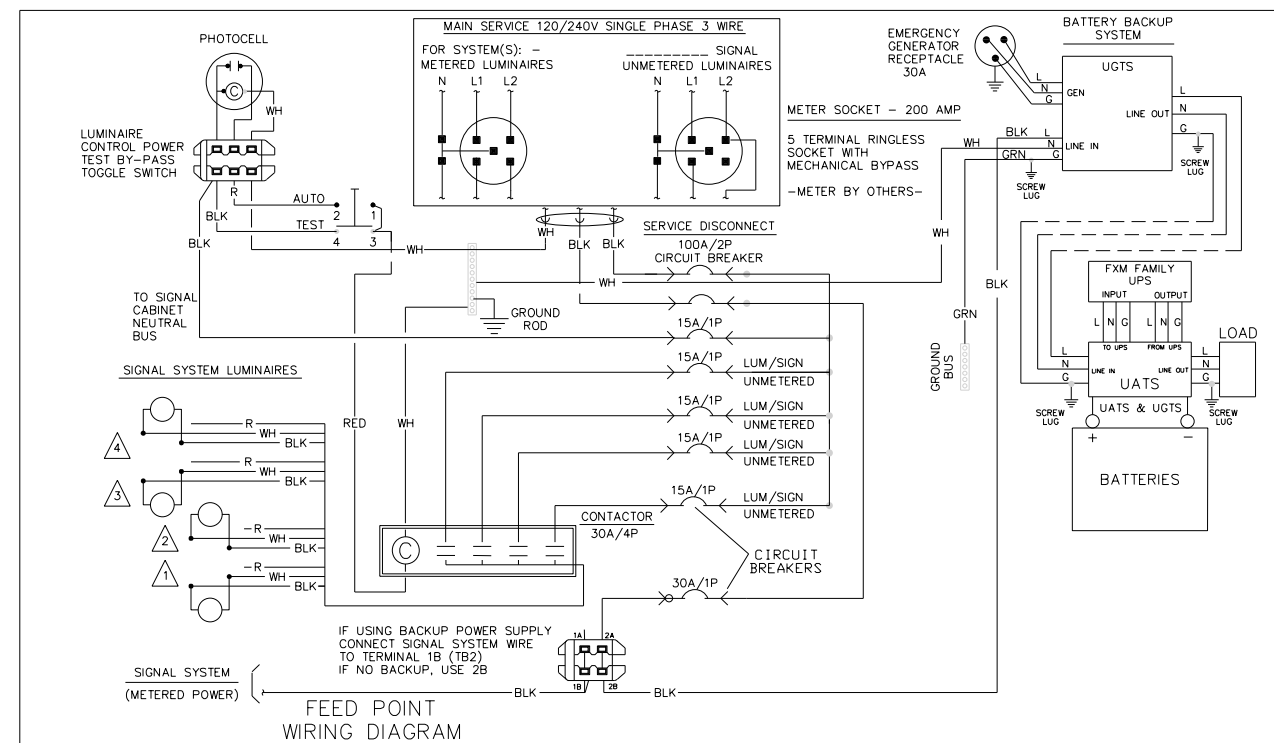 MAIN SERVICE 120/240V SINGLE PHASE 3 WIRE
FOR SYSTEM(S): -
METERED LUMINAIRES
N L1 L2
__________ SIGNAL
UNMETERED LUMINAIRES
N L1 L2
PHOTOCELL
C
WH
LUMINAIRE
CONTROL POWER
TEST BY-PASS
TOGGLE SWITCH
R
BLK
BLK
AUTO
TEST
2 1
4 3
WH
TO SIGNAL
CABINET
NEUTRAL
BUS
METER SOCKET - 200 AMP
5 TERMINAL RINGLESS
SOCKET WITH
MECHANICAL BYPASS
-METER BY OTHERS-
WH
BLK
BLK
SERVICE DISCONNECT
100A/2P
CIRCUIT BREAKER
WH
GROUND
ROD
15A/1P
15A/1P
LUM/SIGN
UNMETERED
15A/1P
LUM/SIGN
UNMETERED
15A/1P
LUM/SIGN
UNMETERED
15A/1P
LUM/SIGN
UNMETERED
CONTACTOR
30A/4P
C
CIRCUIT
BREAKERS
30A/1P
RED
WH
SIGNAL SYSTEM LUMINAIRES
4
R
WH
BLK
3
R
WH
BLK
2
R
WH
BLK
1
R
WH
BLK
IF USING BACKUP POWER SUPPLY
CONNECT SIGNAL SYSTEM WIRE
TO TERMINAL 1B (TB2)
IF NO BACKUP, USE 2B
1A 2A
1B 2B
SIGNAL SYSTEM
(METERED POWER)
BLK
BLK
FEED POINT
WIRING DIAGRAM
EMERGENCY
GENERATOR
RECEPTACLE
30A
BATTERY BACKUP
SYSTEM
UGTS
L
N
G
GEN
LINE OUT
L
N
G
BLK L
WH N
GRN G
LINE IN
SCREW
LUG
SCREW
LUG
WH
BLK
GRN
GROUND
BUS
FXM FAMILY
UPS
INPUT OUTPUT
L N G
L N G
TO UPS FROM UPS
LOAD
L
N
G
LINE IN
LINE OUT
L
N
G
UATS
SCREW
LUG
UATS & UGTS
SCREW
LUG
+ −
BATTERIES